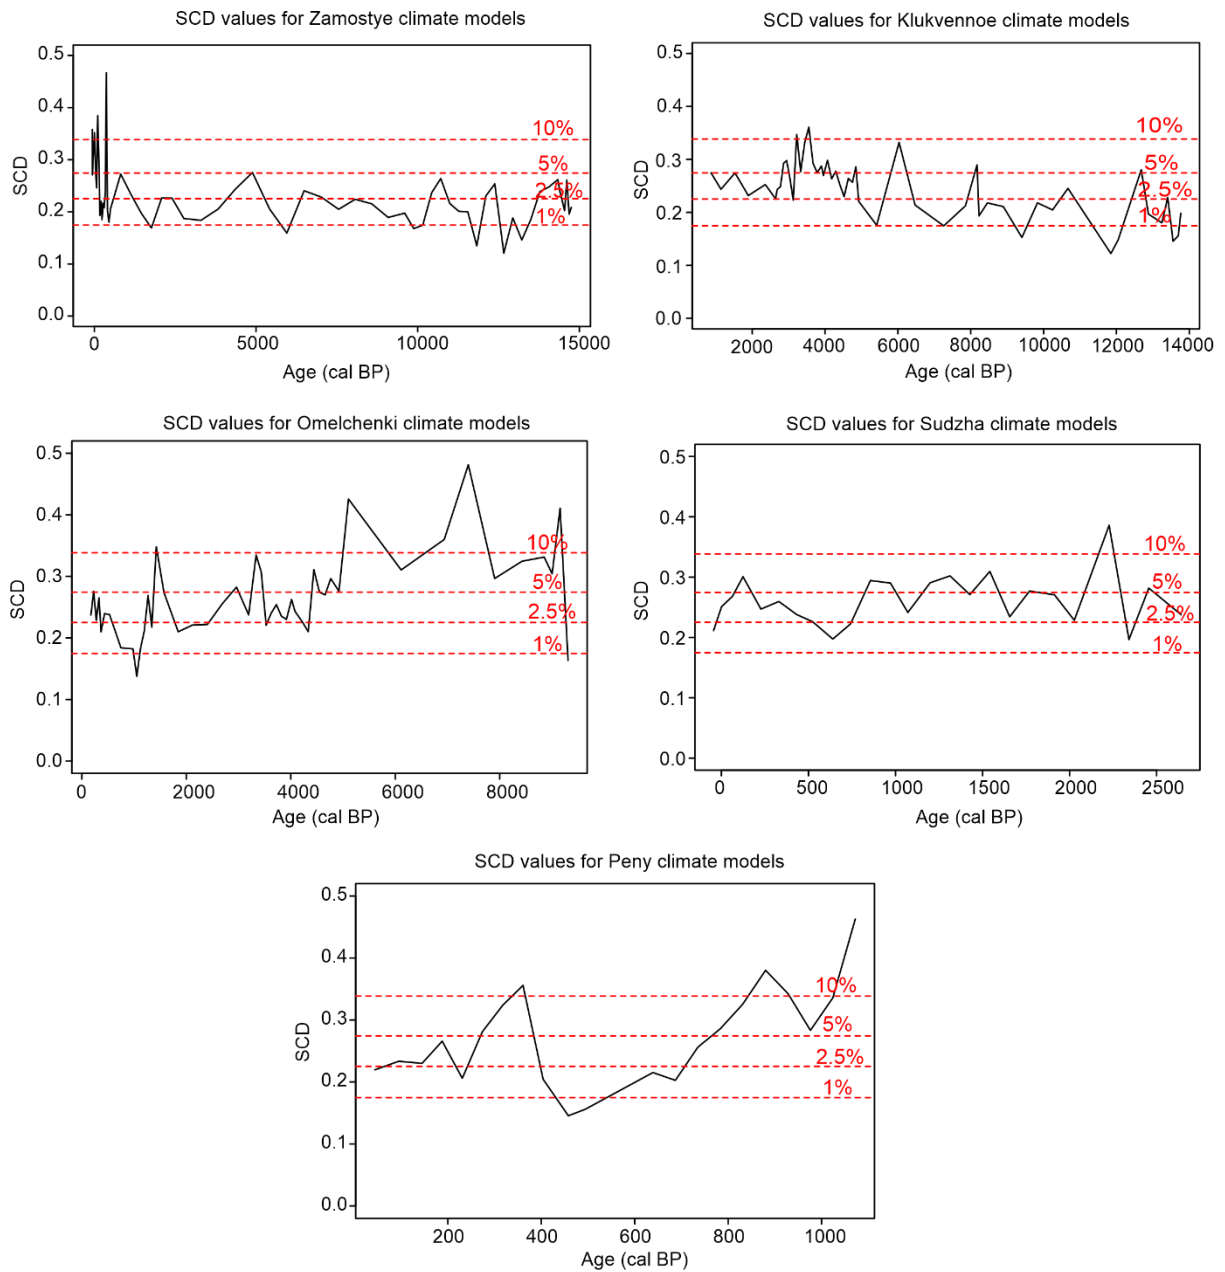 SCD values for Zamostye climate models
0.5
0.4
0.3
0.2
0.1
0.0
SCD
10%
5%
2.5%
1%
0 5000 10000 15000
Age (cal BP)
SCD values for Klukvennoe climate models
0.5
0.4
0.3
0.2
0.1
0.0
SCD
10%
5%
2.5%
1%
2000 4000 6000 8000 10000 12000 14000
Age (cal BP)
SCD values for Omelchenki climate models
0.5
0.4
0.3
0.2
0.1
0.0
SCD
10%
5%
2.5%
1%
0 2000 4000 6000 8000
Age (cal BP)
SCD values for Sudzha climate models
0.5
0.4
0.3
0.2
0.1
0.0
SCD
10%
5%
2.5%
1%
0 500 1000 1500 2000 2500
Age (cal BP)
SCD values for Peny climate models
0.5
0.4
0.3
0.2
0.1
0.0
SCD
10%
5%
2.5%
1%
200 400 600 800 1000
Age (cal BP)